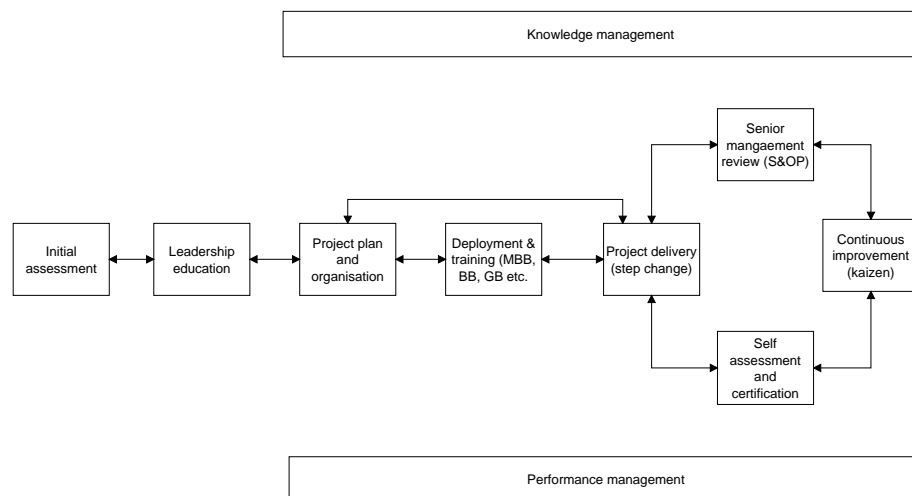 Knowledge management
Senior
mangaement
review (S&OP)
Initial
assessment
Leadership
education
Project plan
and
organisation
Deployment &
training (MBB,
BB, GB etc.
Project delivery
(step change)
Continuous
improvement
(kaizen)
Self
assessment
and
certification
Performance management